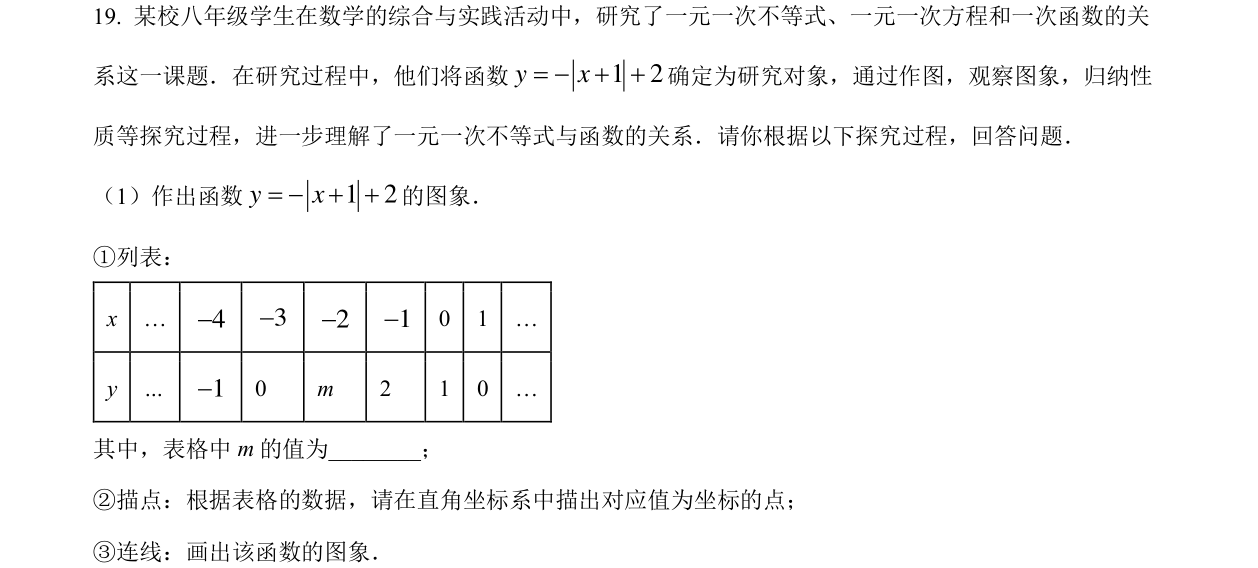 19. 某校八年级学生在数学的综合与实践活动中，研究了一元一次不等式、一元一次方程和一次函数的关
系这一课题．在研究过程中，他们将函数 y=−|x+1|+2 确定为研究对象，通过作图，观察图象，归纳性
质等探究过程，进一步理解了一元一次不等式与函数的关系．请你根据以下探究过程，回答问题．
（1）作出函数 y=−|x+1|+2 的图象．
①列表：
x … −4 −3 −2 −1 0 1 …
y ... −1 0 m 2 1 0 …
其中，表格中 m 的值为________；
②描点：根据表格的数据，请在直角坐标系中描出对应值为坐标的点；
③连线：画出该函数的图象．